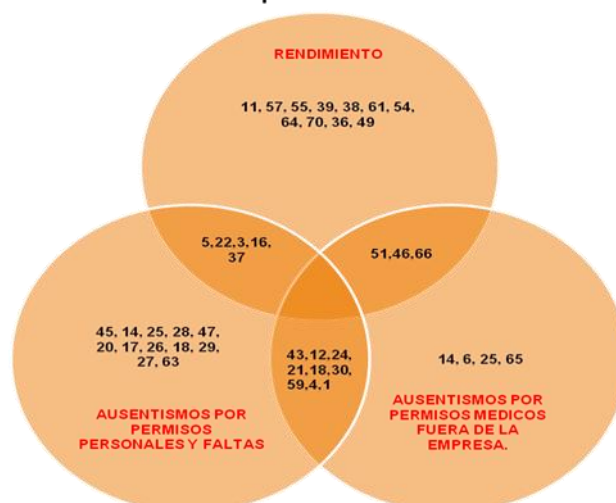 RENDIMIENTO
11, 57, 55, 39, 38, 61, 54,
64, 70, 36, 49
5,22,3,16,
37
51,46,66
45, 14, 25, 28, 47,
20, 17, 26, 18, 29,
27, 63
43,12,24,
21,18,30,
59,4,1
14, 6, 25, 65
AUSENTISMOS POR
PERMISOS
PERSONALES Y FALTAS
AUSENTISMOS POR
PERMISOS MEDICOS
FUERA DE LA
EMPRESA.